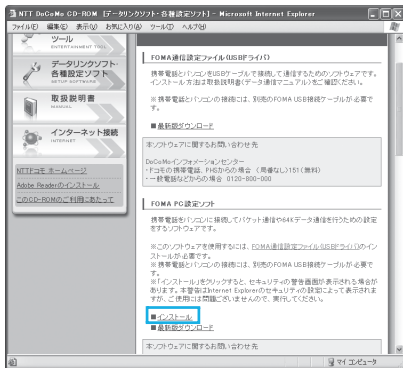 NTT DoCoMo CD-ROM [データリンクソフト・各種設定ソフト] - Microsoft Internet Explorer
ファイル(F) 編集(E) 表示(V) お気に入り(A) ツール(T) ヘルプ(H)
ツール
ENTERTAINMENT TOOL
データリンクソフト・
各種設定ソフト
SETUP SOFTWARE
取扱説明書
MANUAL
インターネット接続
INTERNET
NTTドコモ ホームページ
Adobe Readerのインストール
このCD-ROMのご利用にあたって
FOMA通信設定ファイル(USBドライバ)
携帯電話とパソコンをUSBケーブルで接続して通信するためのソフトウェアです。
インストール方法は取扱説明書<データ通信マニュアル>をご確認ください。
※携帯電話とパソコンの接続には、別売のFOMA USB接続ケーブルが必要で
す。
■最新版ダウンロード
本ソフトウェアに関するお問い合わせ先
DoCoMoインフォメーションセンター
・ドコモの携帯電話、PHSからの場合 (局番なし)151(無料)
・一般電話などからの場合 0120-800-000
FOMA PC設定ソフト
携帯電話をパソコンに接続してパケット通信や64Kデータ通信を行うための設定
をするソフトウェアです。
※このソフトウェアを使用するには、FOMA通信設定ファイル(USBドライバ)のイン
ストールが必要です。
※携帯電話とパソコンの接続には、別売のFOMA USB接続ケーブルが必要で
す。
※「インストール」をクリックすると、セキュリティの警告画面が表示される場合が
あります。本警告はInternet Explorerのセキュリティの設定によって表示されま
すが、ご使用には問題ございませんので、実行してください。
■インストール
■最新版ダウンロード
本ソフトウェアに関するお問い合わせ先
マイ コンピュータ